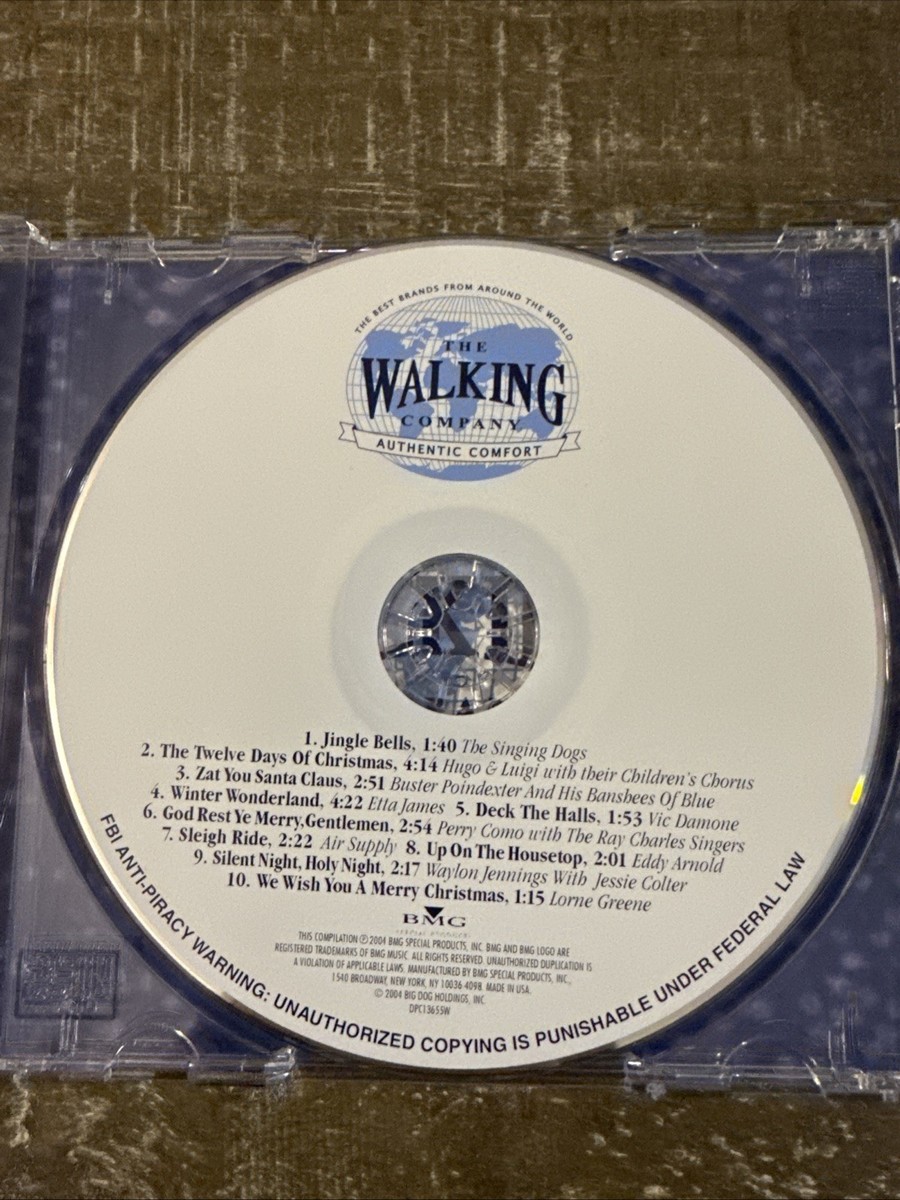 THE BEST BRANDS FROM AROUND THE WORLD
THE
WALKING
COMPANY
AUTHENTIC COMFORT
1. Jingle Bells, 1:40 The Singing Dogs
2. The Twelve Days Of Christmas, 4:14 Hugo & Luigi with their Children's Chorus
3. Zat You Santa Claus, 2:51 Buster Poindexter And His Banshees Of Blue
4. Winter Wonderland, 4:22 Etta James 5. Deck The Halls, 1:53 Vic Damone
6. God Rest Ye Merry,Gentlemen, 2:54 Perry Como with The Ray Charles Singers
7. Sleigh Ride, 2:22 Air Supply 8. Up On The Housetop, 2:01 Eddy Arnold
9. Silent Night, Holy Night, 2:17 Waylon Jennings With Jessie Colter
10. We Wish You A Merry Christmas, 1:15 Lorne Greene
BMG
SPECIAL PRODUCTS
THIS COMPILATION ℗ 2004 BMG SPECIAL PRODUCTS, INC. BMG AND BMG LOGO ARE
REGISTERED TRADEMARKS OF BMG MUSIC. ALL RIGHTS RESERVED. UNAUTHORIZED DUPLICATION IS
A VIOLATION OF APPLICABLE LAWS. MANUFACTURED BY BMG SPECIAL PRODUCTS, INC.,
1540 BROADWAY, NEW YORK, NY 10036-4098. MADE IN USA.
© 2004 BIG DOG HOLDINGS, INC.
DPC13655W
FBI ANTI-PIRACY WARNING: UNAUTHORIZED COPYING IS PUNISHABLE UNDER FEDERAL LAW